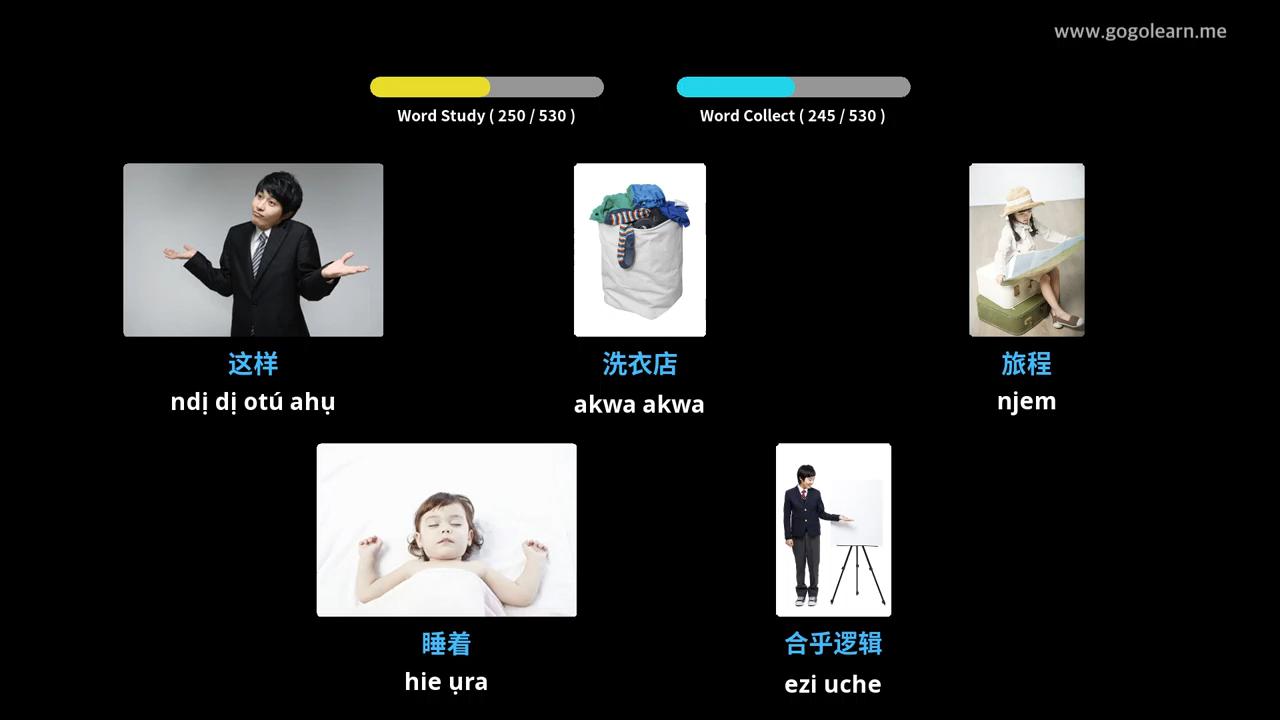 www.gogolearn.me
Word Study ( 250 / 530 )
Word Collect ( 245 / 530 )
这样
ndị dị otú ahụ
洗衣店
akwa akwa
旅程
njem
睡着
hie ụra
合乎逻辑
ezi uche